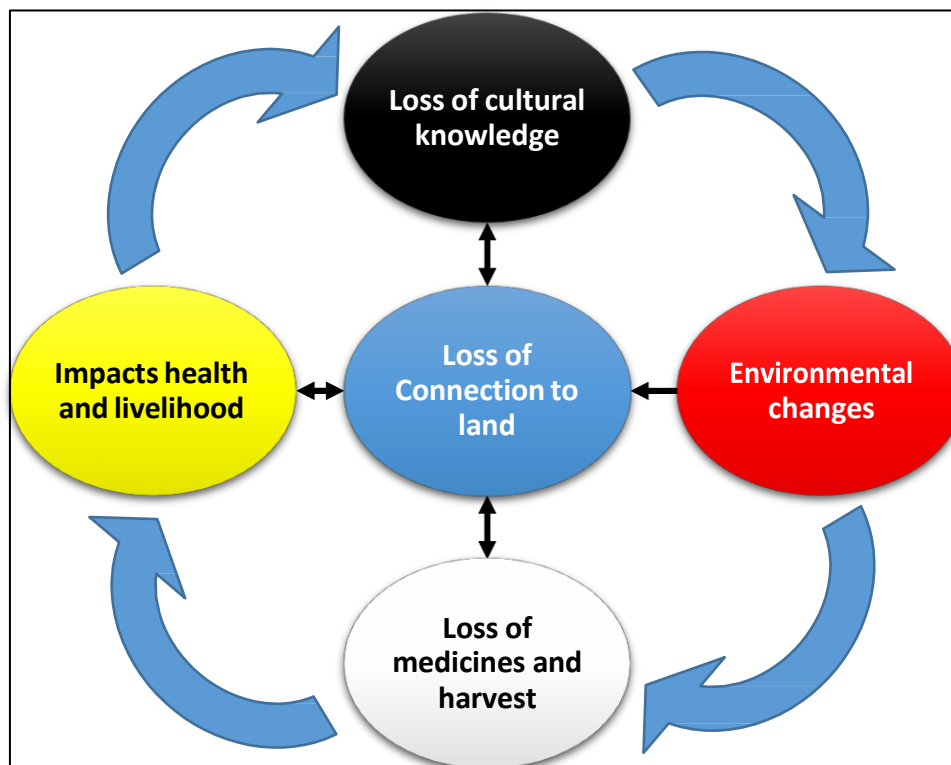 Loss of cultural
knowledge
Impacts health
and livelihood
Loss of
Connection to
land
Environmental
changes
Loss of
medicines and
harvest